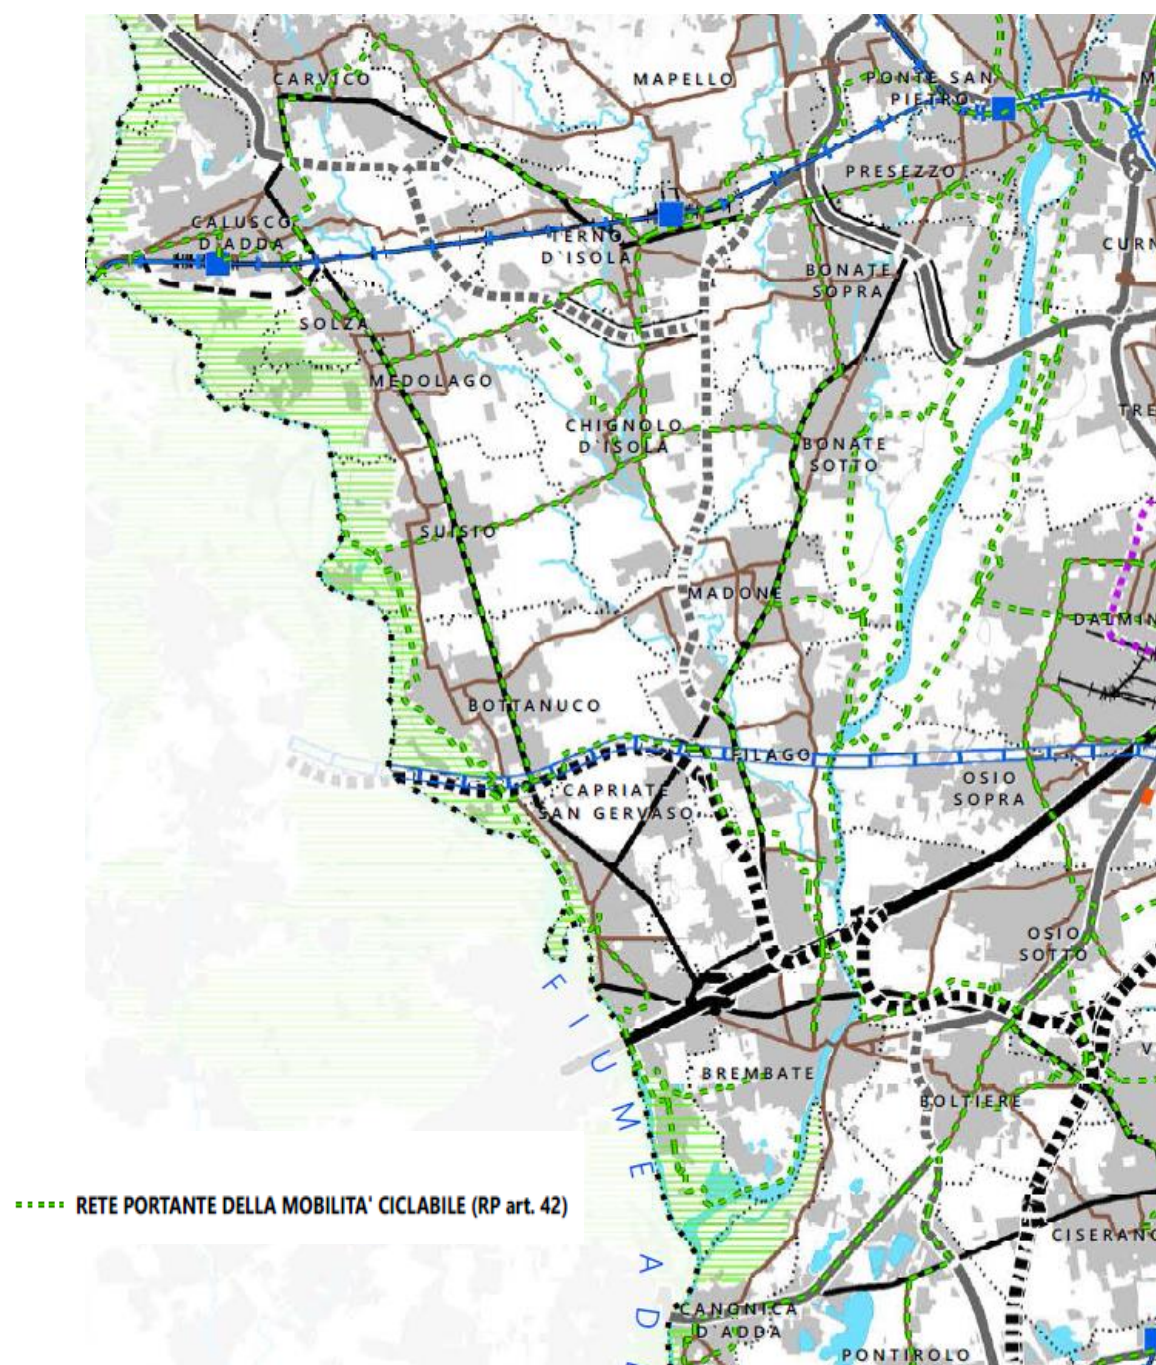 CARVICO
MAPELLO
PONTE SAN
PIETRO
M
PRESEZZO
CALUSCO
D'ADDA
TERNO
D'ISOLA
CURN
BONATE
SOPRA
SOLZA
MEDOLAGO
TRE
CHIGNOLO
D'ISOLA
BONATE
SOTTO
SUISIO
MADONE
DALMIN
BOTTANUCO
FILAGO
CAPRIATE
SAN GERVASO
OSIO
SOPRA
OSIO
SOTTO
FIUME ADD
V
BREMBATE
BOLTIERE
RETE PORTANTE DELLA MOBILITA' CICLABILE (RP art. 42)
CISERANO
CANONICA
D'ADDA
PONTIROLO